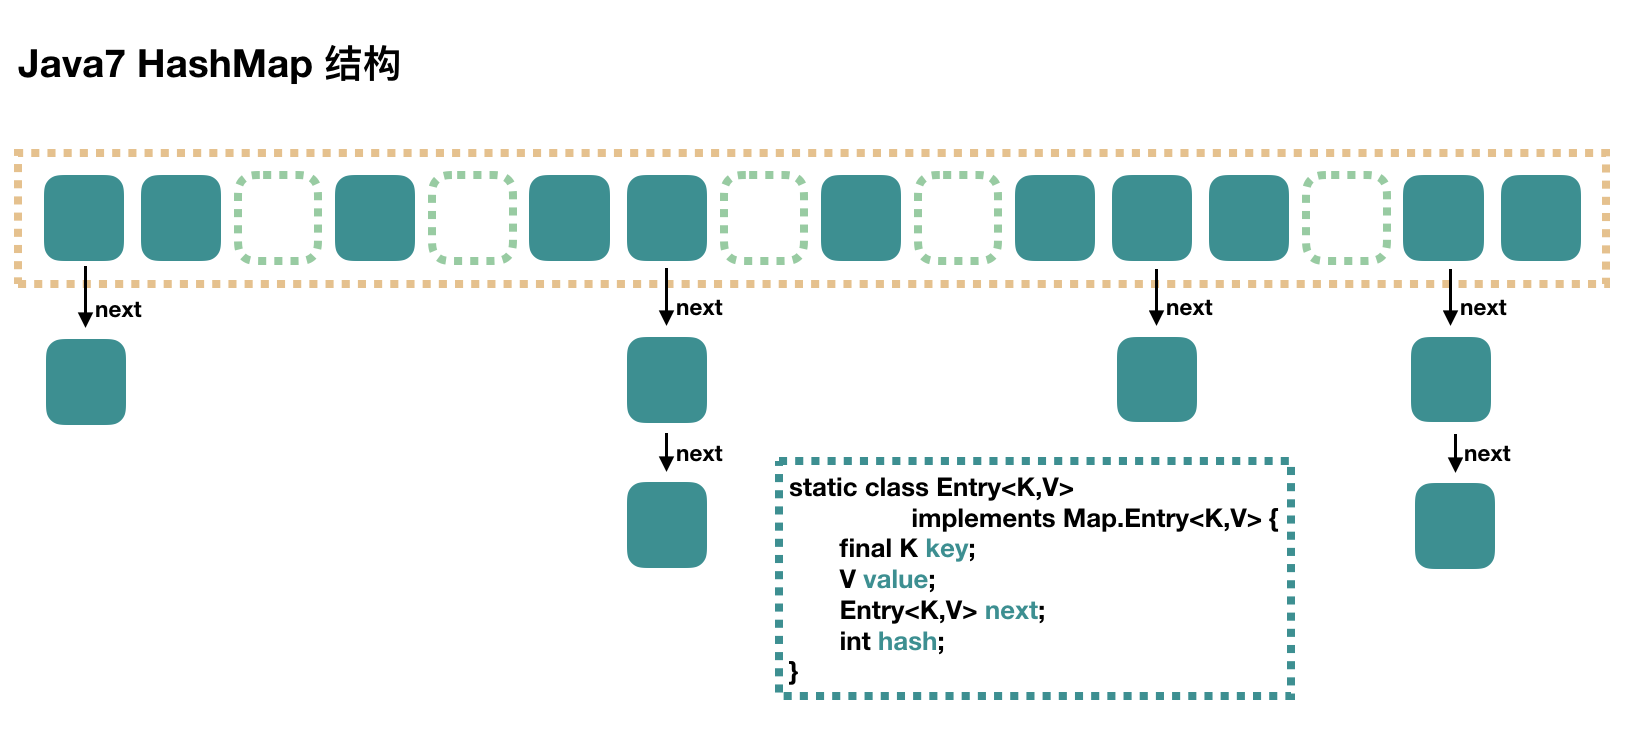 Java7 HashMap 结构
next
next
next
next
next
next
static class Entry<K,V>
implements Map.Entry<K,V> {
final K key;
V value;
Entry<K,V> next;
int hash;
}